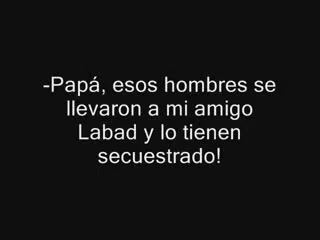 -Papá, esos hombres se
llevaron a mi amigo
Labad y lo tienen
secuestrado!